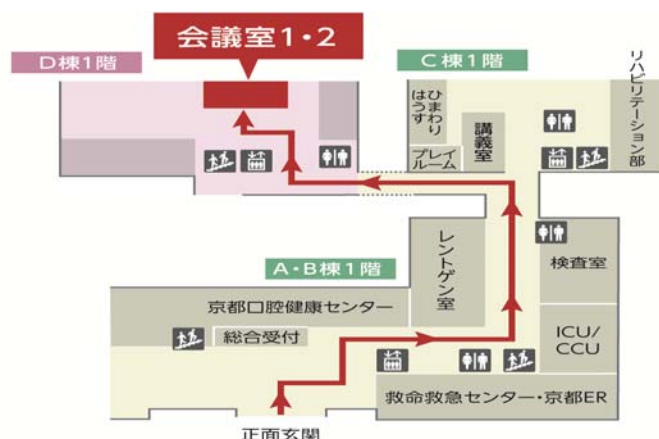 会議室1・2
D棟1階
C棟1階
ひまわり
はうす
プレイ
ルーム
講義室
リハビリテーション部
レントゲン室
A・B棟1階
検査室
京都口腔健康センター
総合受付
ICU/
CCU
救命救急センター・京都ER
正面玄関